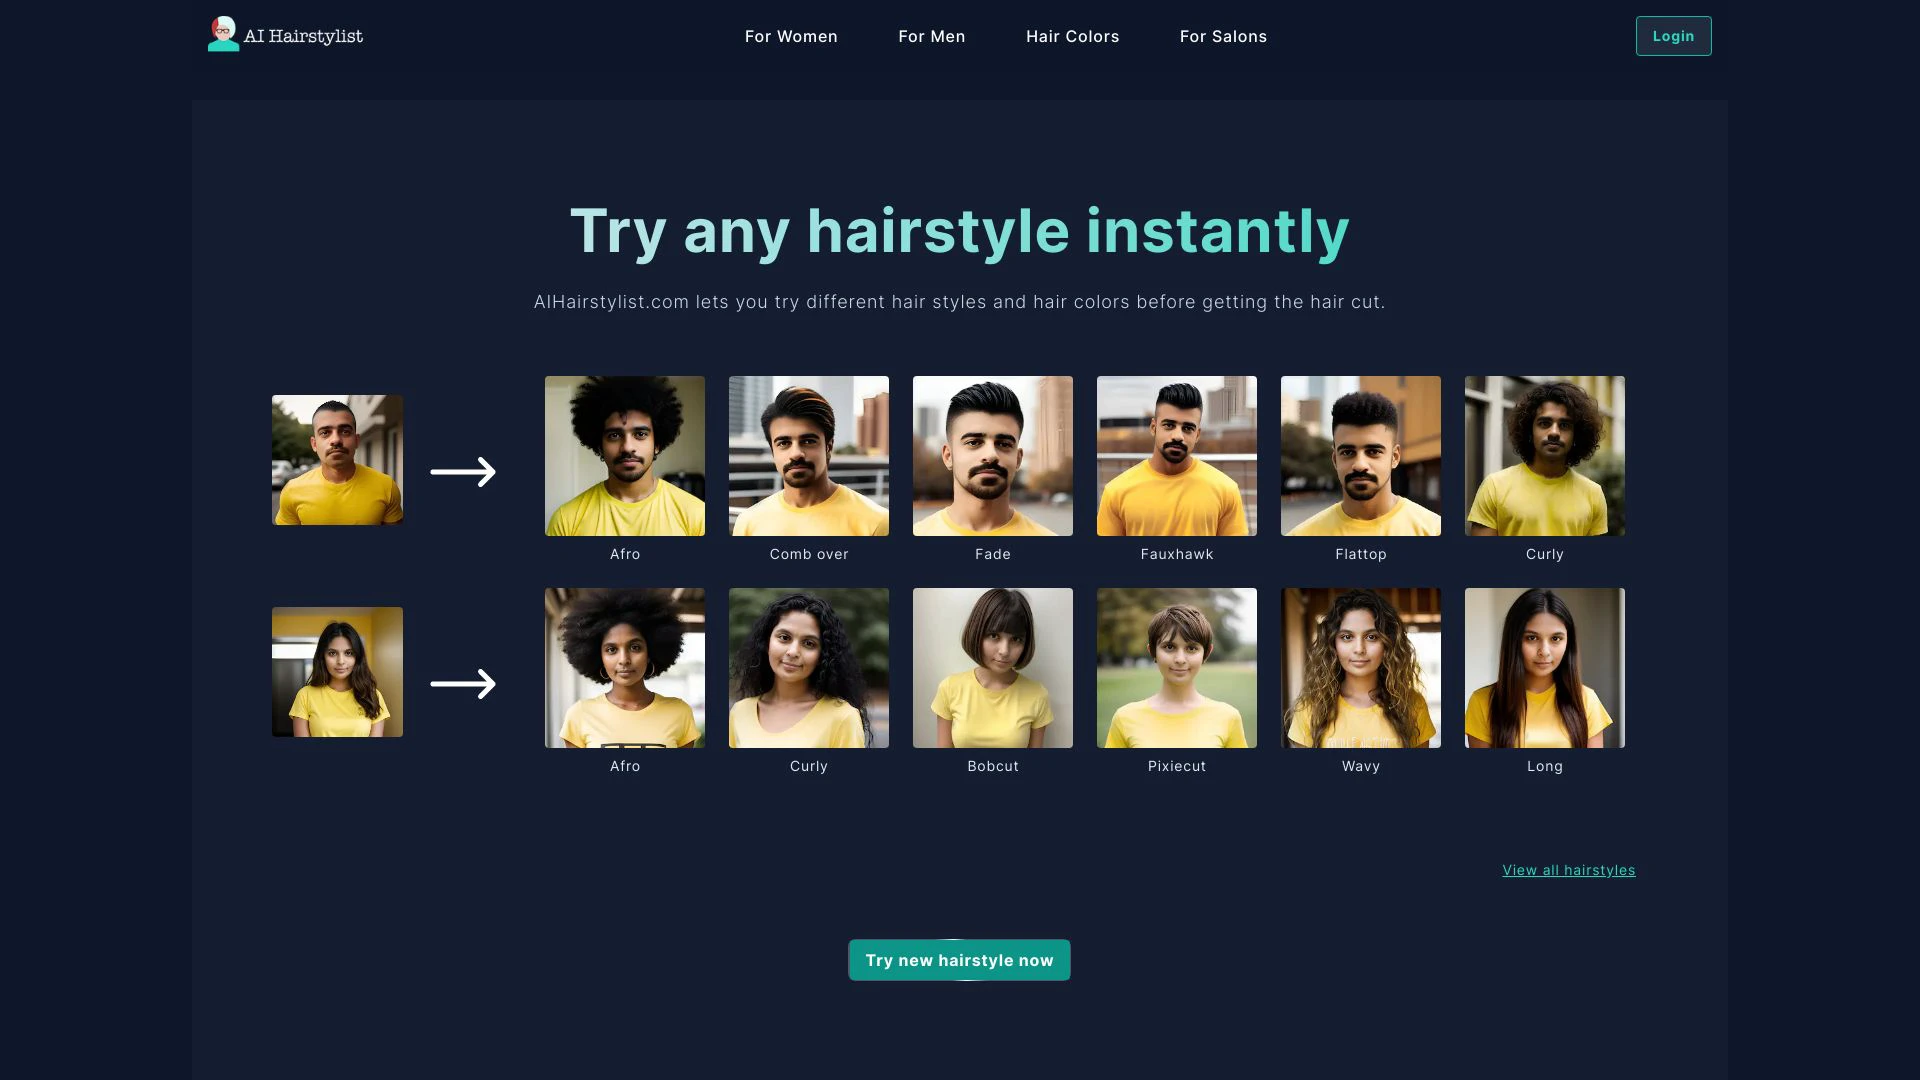 AI Hairstylist
For Women
For Men
Hair Colors
For Salons
Login
Try any hairstyle instantly
AIHairstylist.com lets you try different hair styles and hair colors before getting the hair cut.
Afro
Comb over
Fade
Fauxhawk
Flattop
Curly
Afro
Curly
Bobcut
Pixiecut
Wavy
Long
View all hairstyles
Try new hairstyle now